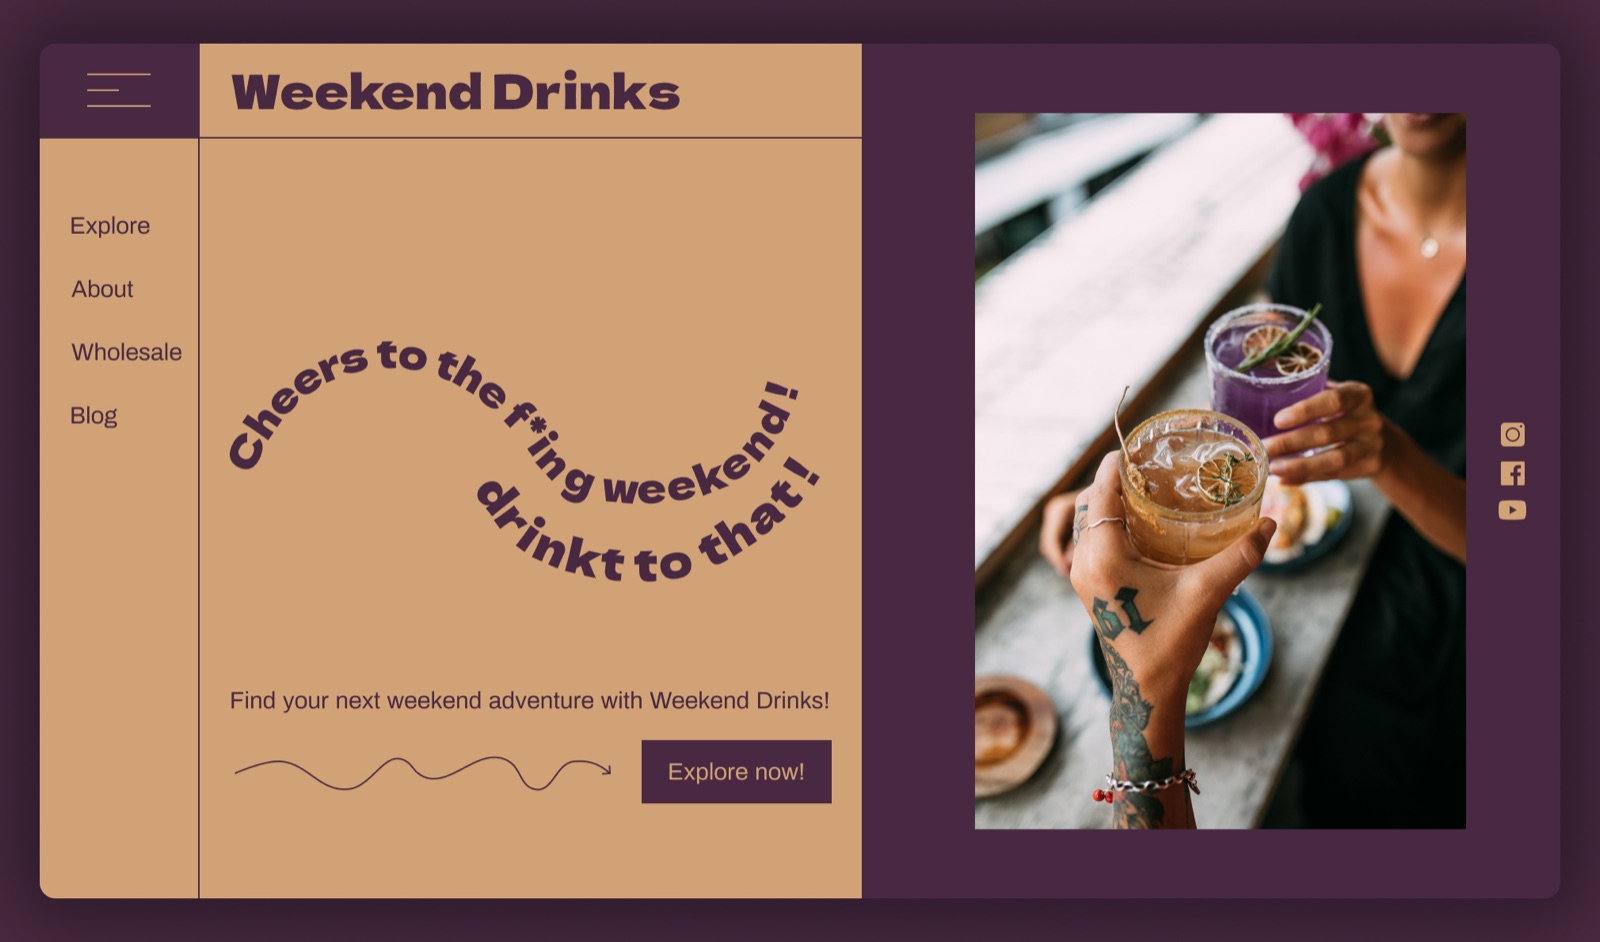 Weekend Drinks
Explore
About
Wholesale
Blog
Cheers to the f*ing weekend!
drinkt to that!
Find your next weekend adventure with Weekend Drinks!
Explore now!